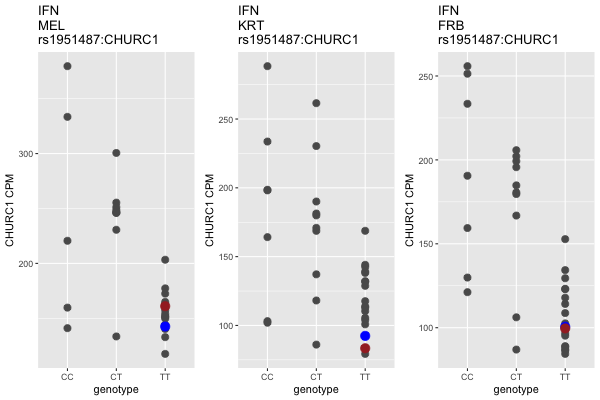 IFN
MEL
rs1951487:CHURC1
CHURC1 CPM
300
200
CC
CT
TT
genotype
IFN
KRT
rs1951487:CHURC1
CHURC1 CPM
250
200
150
100
CC
CT
TT
genotype
IFN
FRB
rs1951487:CHURC1
CHURC1 CPM
250
200
150
100
CC
CT
TT
genotype